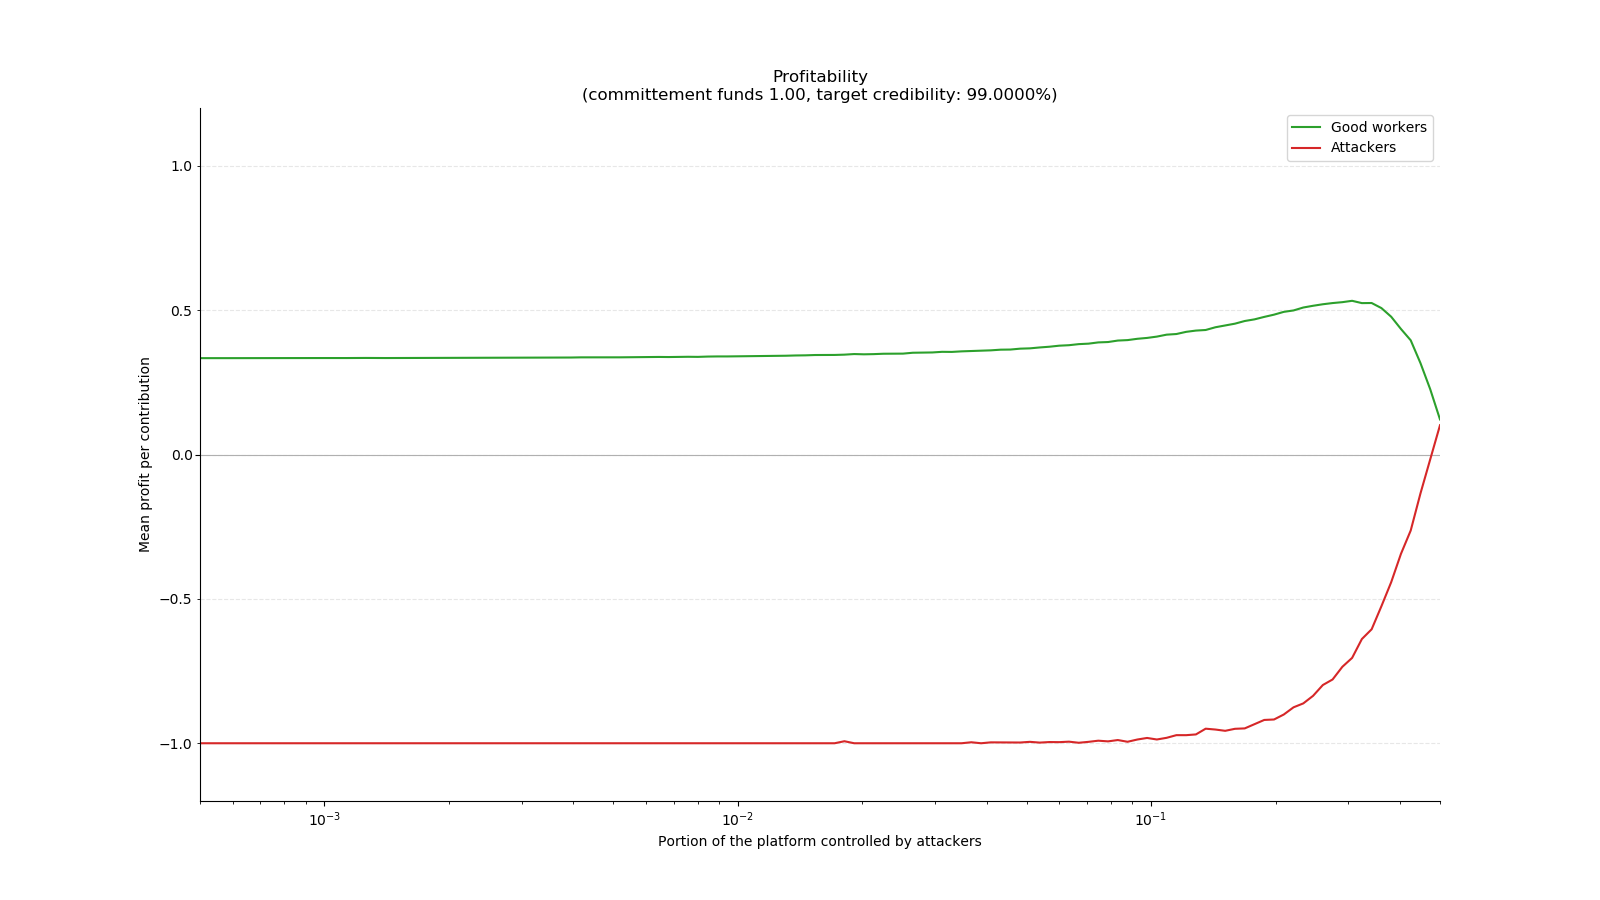 Profitability
(committement funds 1.00, target credibility: 99.0000%)
Good workers
Attackers
1.0
0.5
0.0
−0.5
−1.0
Mean profit per contribution
10⁻³
10⁻²
10⁻¹
Portion of the platform controlled by attackers